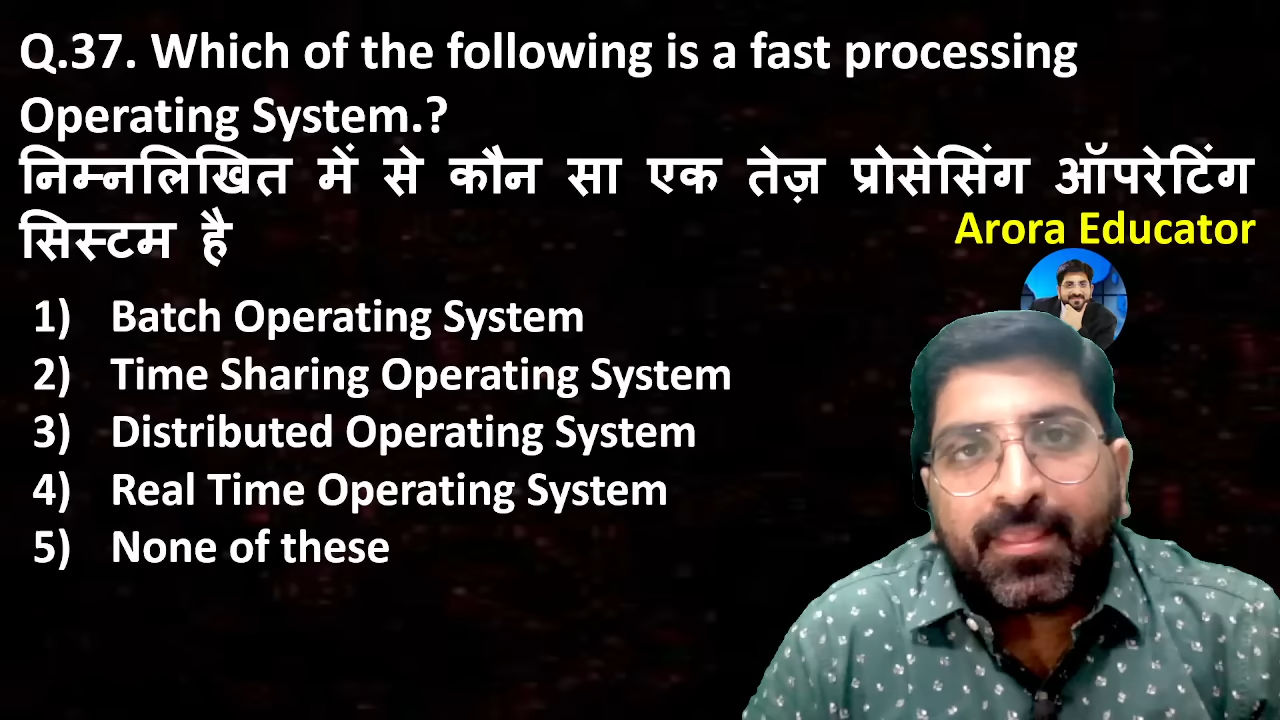 Q.37. Which of the following is a fast processing
Operating System.?
निम्नलिखित में से कौन सा एक तेज़ प्रोसेसिंग ऑपरेटिंग
सिस्टम है
Arora Educator
1) Batch Operating System
2) Time Sharing Operating System
3) Distributed Operating System
4) Real Time Operating System
5) None of these